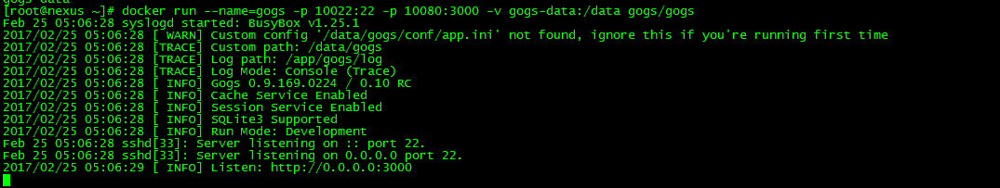 gogs-data
[root@nexus ~]# docker run --name=gogs -p 10022:22 -p 10080:3000 -v gogs-data:/data gogs/gogs
Feb 25 05:06:28 syslogd started: BusyBox v1.25.1
2017/02/25 05:06:28 [ WARN] Custom config '/data/gogs/conf/app.ini' not found, ignore this if you're running first time
2017/02/25 05:06:28 [TRACE] Custom path: /data/gogs
2017/02/25 05:06:28 [TRACE] Log path: /app/gogs/log
2017/02/25 05:06:28 [TRACE] Log Mode: Console (Trace)
2017/02/25 05:06:28 [ INFO] Gogs 0.9.169.0224 / 0.10 RC
2017/02/25 05:06:28 [ INFO] Cache Service Enabled
2017/02/25 05:06:28 [ INFO] Session Service Enabled
2017/02/25 05:06:28 [ INFO] SQLite3 Supported
2017/02/25 05:06:28 [ INFO] Run Mode: Development
Feb 25 05:06:28 sshd[33]: Server listening on :: port 22.
Feb 25 05:06:28 sshd[33]: Server listening on 0.0.0.0 port 22.
2017/02/25 05:06:29 [ INFO] Listen: http://0.0.0.0:3000